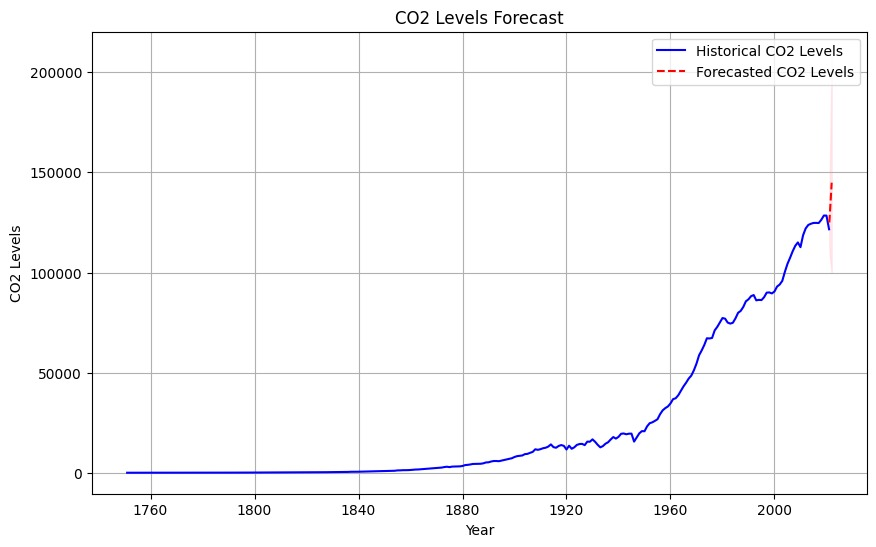 CO2 Levels Forecast
Historical CO2 Levels
Forecasted CO2 Levels
200000
150000
100000
50000
0
CO2 Levels
1760 1800 1840 1880 1920 1960 2000
Year